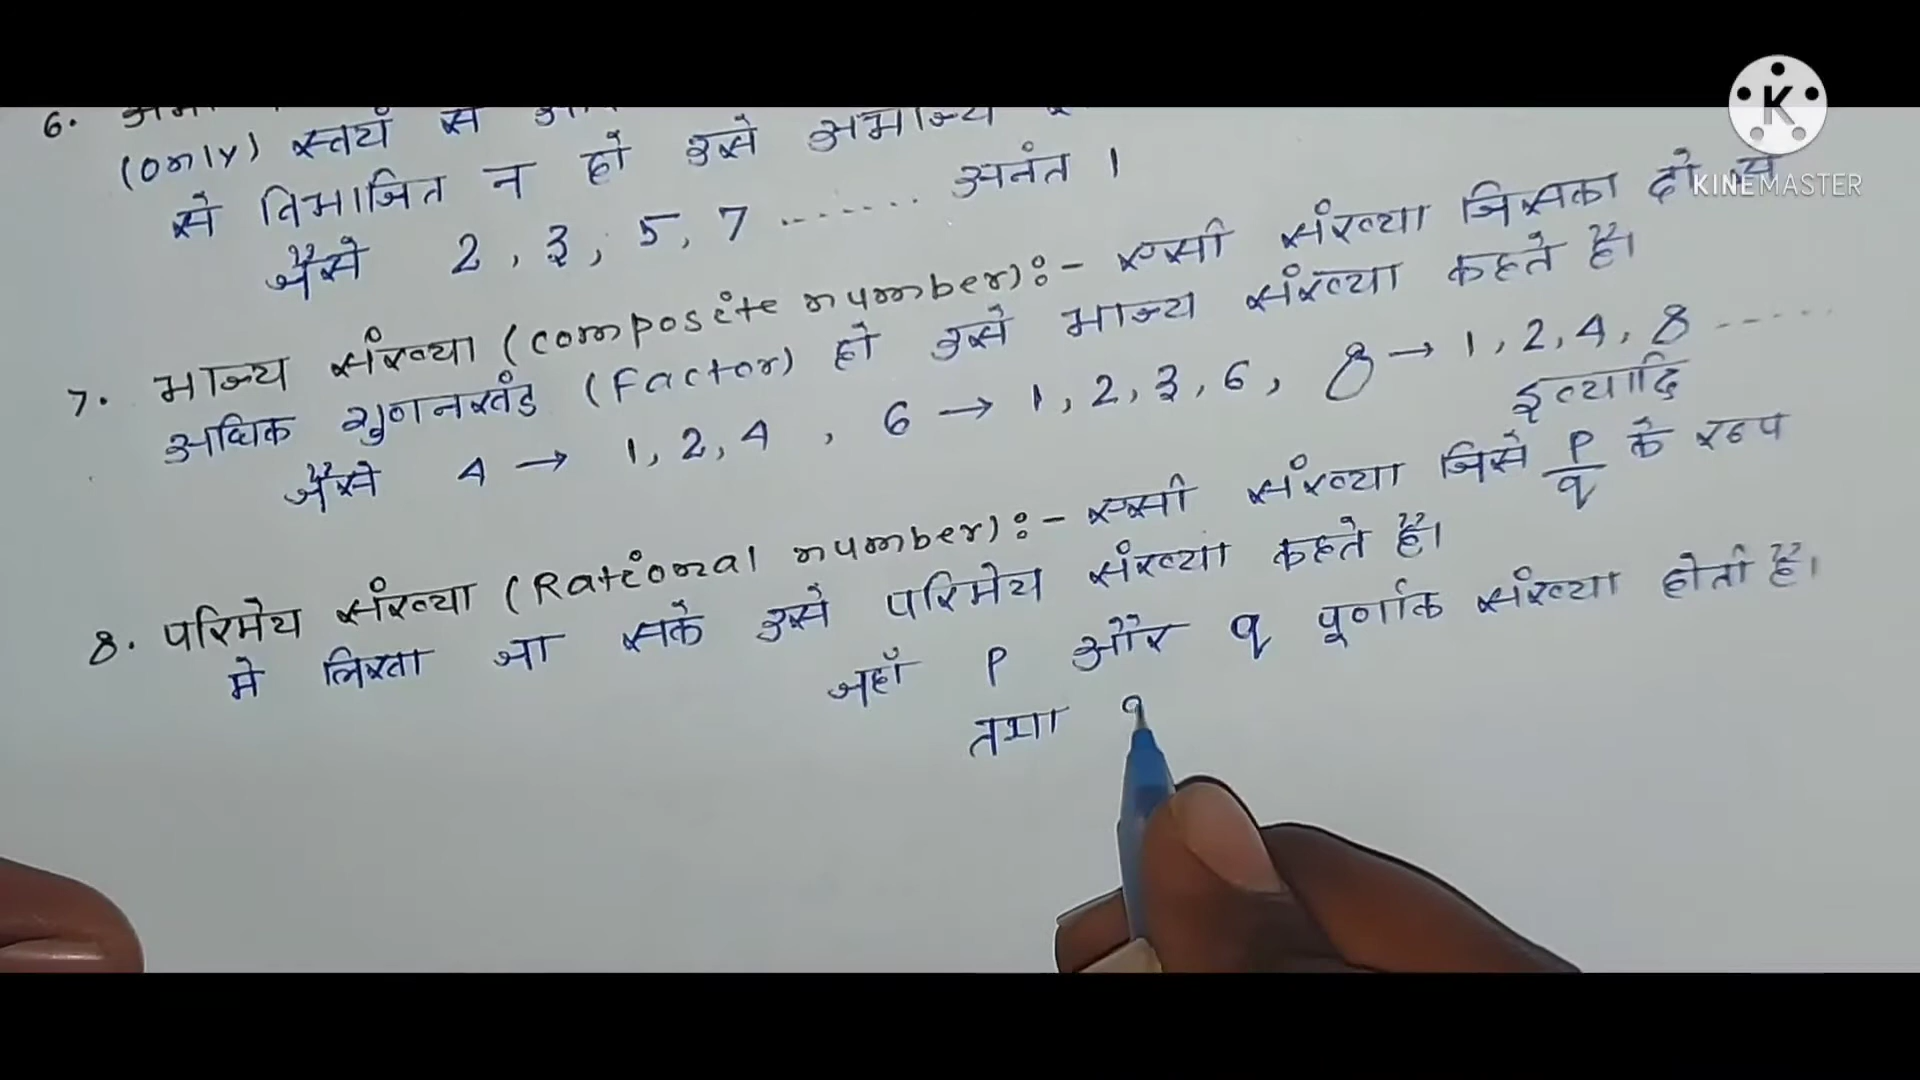 K
KINEMASTER
6.
(only) स्वयं से
से विभाजित न हो उसे अभाज्य
जैसे 2, 3, 5, 7 ........ अनंत ।
7. भाज्य संख्या (composite number):- ऐसी संख्या जिसका दो से
अधिक गुणनखंड (Factor) हो उसे भाज्य संख्या कहते हैं।
जैसे 4 → 1, 2, 4 , 6 → 1, 2, 3, 6, 8 → 1, 2, 4, 8 ------
इत्यादि
8. परिमेय संख्या (Rational number):- ऐसी संख्या जिसे P/q के रूप
मे लिखा जा सके उसे परिमेय संख्या कहते हैं।
जहाँ P और q पूर्णांक संख्या होती है।
तथा